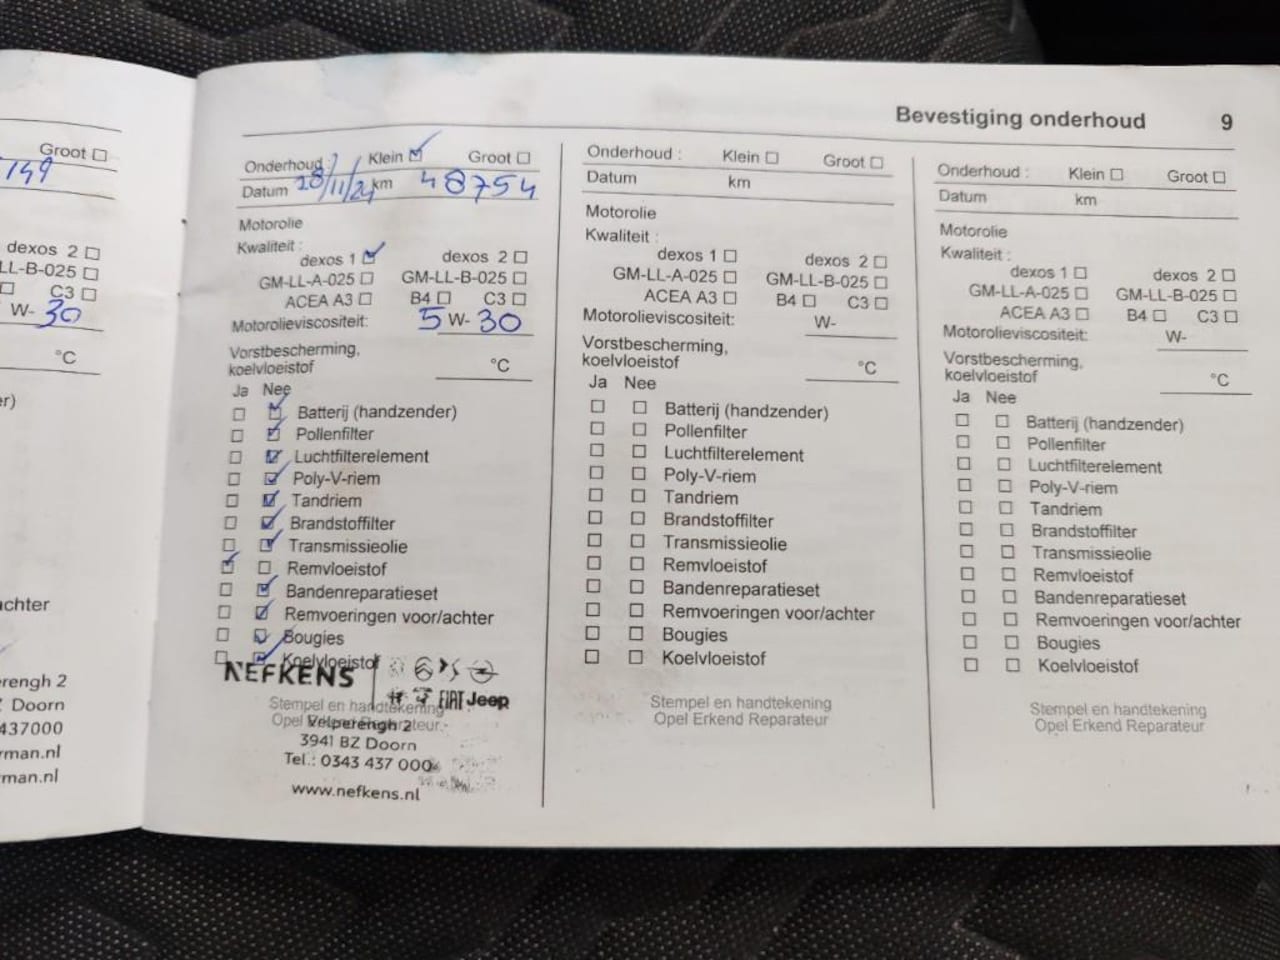 Groot
149
dexos 2
LL-B-025
C3
W- 30
°C
er)
achter
erengh 2
Doorn
437000
rman.nl
man.nl
Bevestiging onderhoud 9
Onderhoud : Klein Groot
Datum 28/11/24 km 48754
Motorolie
Kwaliteit :
dexos 1 dexos 2
GM-LL-A-025 GM-LL-B-025
ACEA A3 B4 C3
Motorolieviscositeit: 5 W- 30
Vorstbescherming,
koelvloeistof °C
Ja Nee
Batterij (handzender)
Pollenfilter
Luchtfilterelement
Poly-V-riem
Tandriem
Brandstoffilter
Transmissieolie
Remvloeistof
Bandenreparatieset
Remvoeringen voor/achter
Bougies
Koelvloeistof
NEFKENS
FIAT Jeep
Stempel en handtekening
Opel Erkend Reparateur
Velperengh 2
3941 BZ Doorn
Tel.: 0343 437 000
www.nefkens.nl
Onderhoud : Klein Groot
Datum km
Motorolie
Kwaliteit :
dexos 1 dexos 2
GM-LL-A-025 GM-LL-B-025
ACEA A3 B4 C3
Motorolieviscositeit: W-
Vorstbescherming,
koelvloeistof °C
Ja Nee
Batterij (handzender)
Pollenfilter
Luchtfilterelement
Poly-V-riem
Tandriem
Brandstoffilter
Transmissieolie
Remvloeistof
Bandenreparatieset
Remvoeringen voor/achter
Bougies
Koelvloeistof
Stempel en handtekening
Opel Erkend Reparateur
Onderhoud : Klein Groot
Datum km
Motorolie
Kwaliteit :
dexos 1 dexos 2
GM-LL-A-025 GM-LL-B-025
ACEA A3 B4 C3
Motorolieviscositeit: W-
Vorstbescherming,
koelvloeistof °C
Ja Nee
Batterij (handzender)
Pollenfilter
Luchtfilterelement
Poly-V-riem
Tandriem
Brandstoffilter
Transmissieolie
Remvloeistof
Bandenreparatieset
Remvoeringen voor/achter
Bougies
Koelvloeistof
Stempel en handtekening
Opel Erkend Reparateur